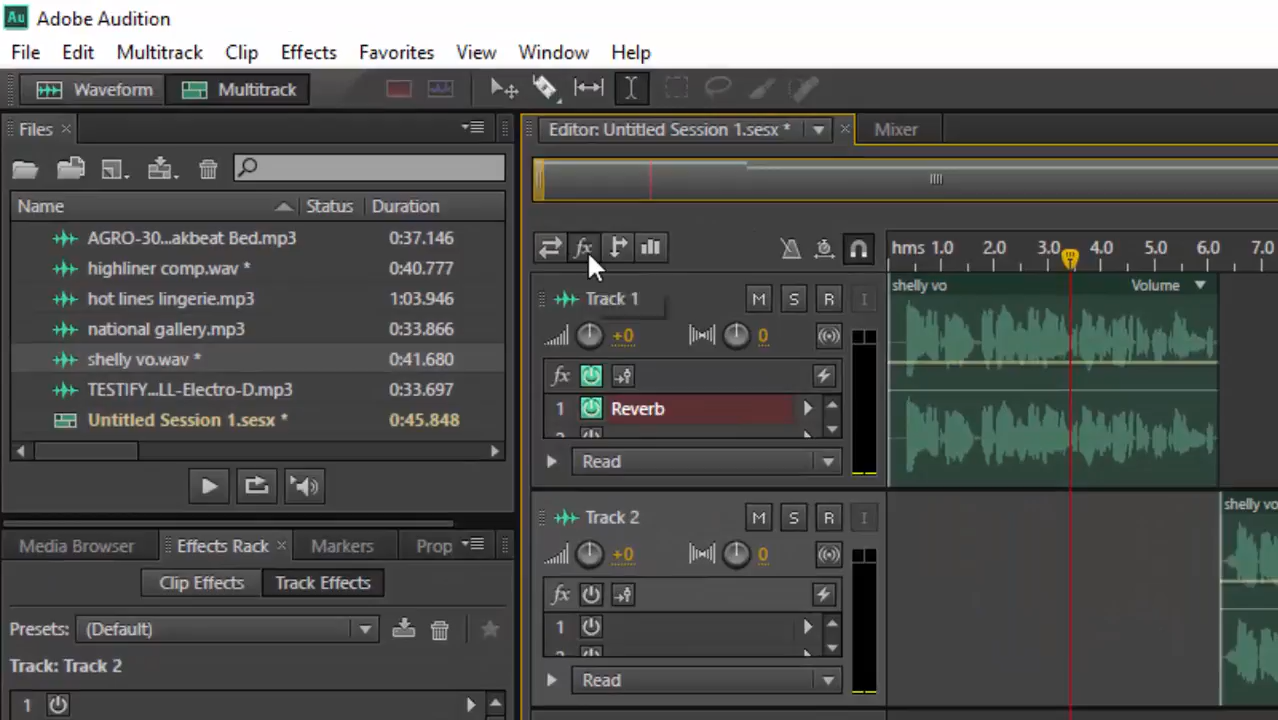 Au Adobe Audition
File Edit Multitrack Clip Effects Favorites View Window Help
Waveform Multitrack
Files
Editor: Untitled Session 1.sesx * Mixer
Name Status Duration
AGRO-30...akbeat Bed.mp3 0:37.146
highliner comp.wav * 0:40.777
hot lines lingerie.mp3 1:03.946
national gallery.mp3 0:33.866
shelly vo.wav * 0:41.680
TESTIFY...LL-Electro-D.mp3 0:33.697
Untitled Session 1.sesx * 0:45.848
fx
hms 1.0 2.0 3.0 4.0 5.0 6.0 7.0
Track 1 M S R I
shelly vo Volume
+0 0
fx
1 Reverb
2
Read
Track 2 M S R I
shelly vo
+0 0
fx
1
Read
Media Browser Effects Rack Markers Prop
Clip Effects Track Effects
Presets: (Default)
Track: Track 2
1